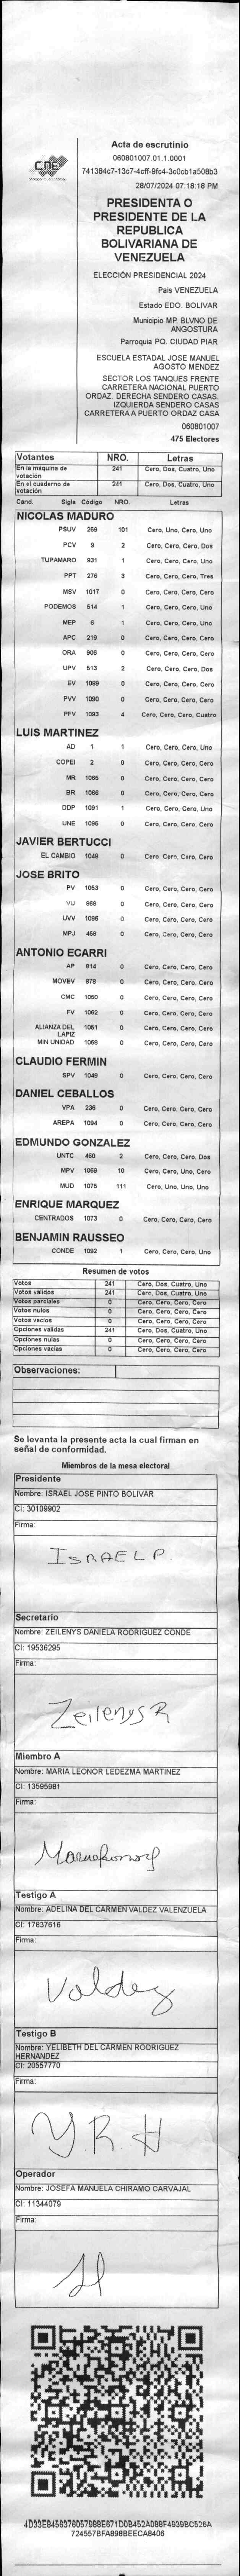 CNE
Acta de escrutinio
060801007.01.1.0001
741384c7-13c7-4cff-9fc4-3c0cb1a508b3
28/07/2024 07:18:18 PM
PRESIDENTA O
PRESIDENTE DE LA
REPUBLICA
BOLIVARIANA DE
VENEZUELA
ELECCIÓN PRESIDENCIAL 2024
Pais VENEZUELA
Estado EDO. BOLIVAR
Municipio MP. BLVNO DE
ANGOSTURA
Parroquia PQ. CIUDAD PIAR
ESCUELA ESTADAL JOSE MANUEL
AGOSTO MENDEZ
SECTOR LOS TANQUES FRENTE
CARRETERA NACIONAL PUERTO
ORDAZ. DERECHA SENDERO CASAS.
IZQUIERDA SENDERO CASAS
CARRETERA A PUERTO ORDAZ CASA
060801007
475 Electores
Votantes NRO. Letras
En la máquina de votación 241 Cero, Dos, Cuatro, Uno
En el cuaderno de votación 241 Cero, Dos, Cuatro, Uno
Cand. Sigla Código NRO. Letras
NICOLAS MADURO
PSUV 269 101 Cero, Uno, Cero, Uno
PCV 9 2 Cero, Cero, Cero, Dos
TUPAMARO 931 1 Cero, Cero, Cero, Uno
PPT 276 3 Cero, Cero, Cero, Tres
MSV 1017 0 Cero, Cero, Cero, Cero
PODEMOS 514 1 Cero, Cero, Cero, Uno
MEP 6 1 Cero, Cero, Cero, Uno
APC 219 0 Cero, Cero, Cero, Cero
ORA 906 0 Cero, Cero, Cero, Cero
UPV 513 2 Cero, Cero, Cero, Dos
EV 1089 0 Cero, Cero, Cero, Cero
PVV 1090 0 Cero, Cero, Cero, Cero
PFV 1093 4 Cero, Cero, Cero, Cuatro
LUIS MARTINEZ
AD 1 1 Cero, Cero, Cero, Uno
COPEI 2 0 Cero, Cero, Cero, Cero
MR 1065 0 Cero, Cero, Cero, Cero
BR 1066 0 Cero, Cero, Cero, Cero
DDP 1091 1 Cero, Cero, Cero, Uno
UNE 1095 0 Cero, Cero, Cero, Cero
JAVIER BERTUCCI
EL CAMBIO 1048 0 Cero, Cero, Cero, Cero
JOSE BRITO
PV 1053 0 Cero, Cero, Cero, Cero
VU 868 0 Cero, Cero, Cero, Cero
UVV 1096 0 Cero, Cero, Cero, Cero
MPJ 458 0 Cero, Cero, Cero, Cero
ANTONIO ECARRI
AP 814 0 Cero, Cero, Cero, Cero
MOVEV 878 0 Cero, Cero, Cero, Cero
CMC 1050 0 Cero, Cero, Cero, Cero
FV 1062 0 Cero, Cero, Cero, Cero
ALIANZA DEL LAPIZ 1051 0 Cero, Cero, Cero, Cero
MIN UNIDAD 1068 0 Cero, Cero, Cero, Cero
CLAUDIO FERMIN
SPV 1049 0 Cero, Cero, Cero, Cero
DANIEL CEBALLOS
VPA 236 0 Cero, Cero, Cero, Cero
AREPA 1094 0 Cero, Cero, Cero, Cero
EDMUNDO GONZALEZ
UNTC 460 2 Cero, Cero, Cero, Dos
MPV 1069 10 Cero, Cero, Uno, Cero
MUD 1075 111 Cero, Uno, Uno, Uno
ENRIQUE MARQUEZ
CENTRADOS 1073 0 Cero, Cero, Cero, Cero
BENJAMIN RAUSSEO
CONDE 1092 1 Cero, Cero, Cero, Uno
Resumen de votos
Votos 241 Cero, Dos, Cuatro, Uno
Votos validos 241 Cero, Dos, Cuatro, Uno
Votos parciales 0 Cero, Cero, Cero, Cero
Votos nulos 0 Cero, Cero, Cero, Cero
Votos vacios 0 Cero, Cero, Cero, Cero
Opciones validas 241 Cero, Dos, Cuatro, Uno
Opciones nulas 0 Cero, Cero, Cero, Cero
Opciones vacias 0 Cero, Cero, Cero, Cero
Observaciones:
Se levanta la presente acta la cual firman en
señal de conformidad.
Miembros de la mesa electoral
Presidente
Nombre: ISRAEL JOSE PINTO BOLIVAR
CI: 30109902
Firma:
ISRAEL P.
Secretario
Nombre: ZEILENYS DANIELA RODRIGUEZ CONDE
CI: 19536295
Firma:
Zeilenys R
Miembro A
Nombre: MARIA LEONOR LEDEZMA MARTINEZ
CI: 13595981
Firma:
Testigo A
Nombre: ADELINA DEL CARMEN VALDEZ VALENZUELA
CI: 17837616
Firma:
Valdez
Testigo B
Nombre: YELIBETH DEL CARMEN RODRIGUEZ
HERNANDEZ
CI: 20557770
Firma:
Y.R H
Operador
Nombre: JOSEFA MANUELA CHIRAMO CARVAJAL
CI: 11344079
Firma:
724557BFA898BEECA8406